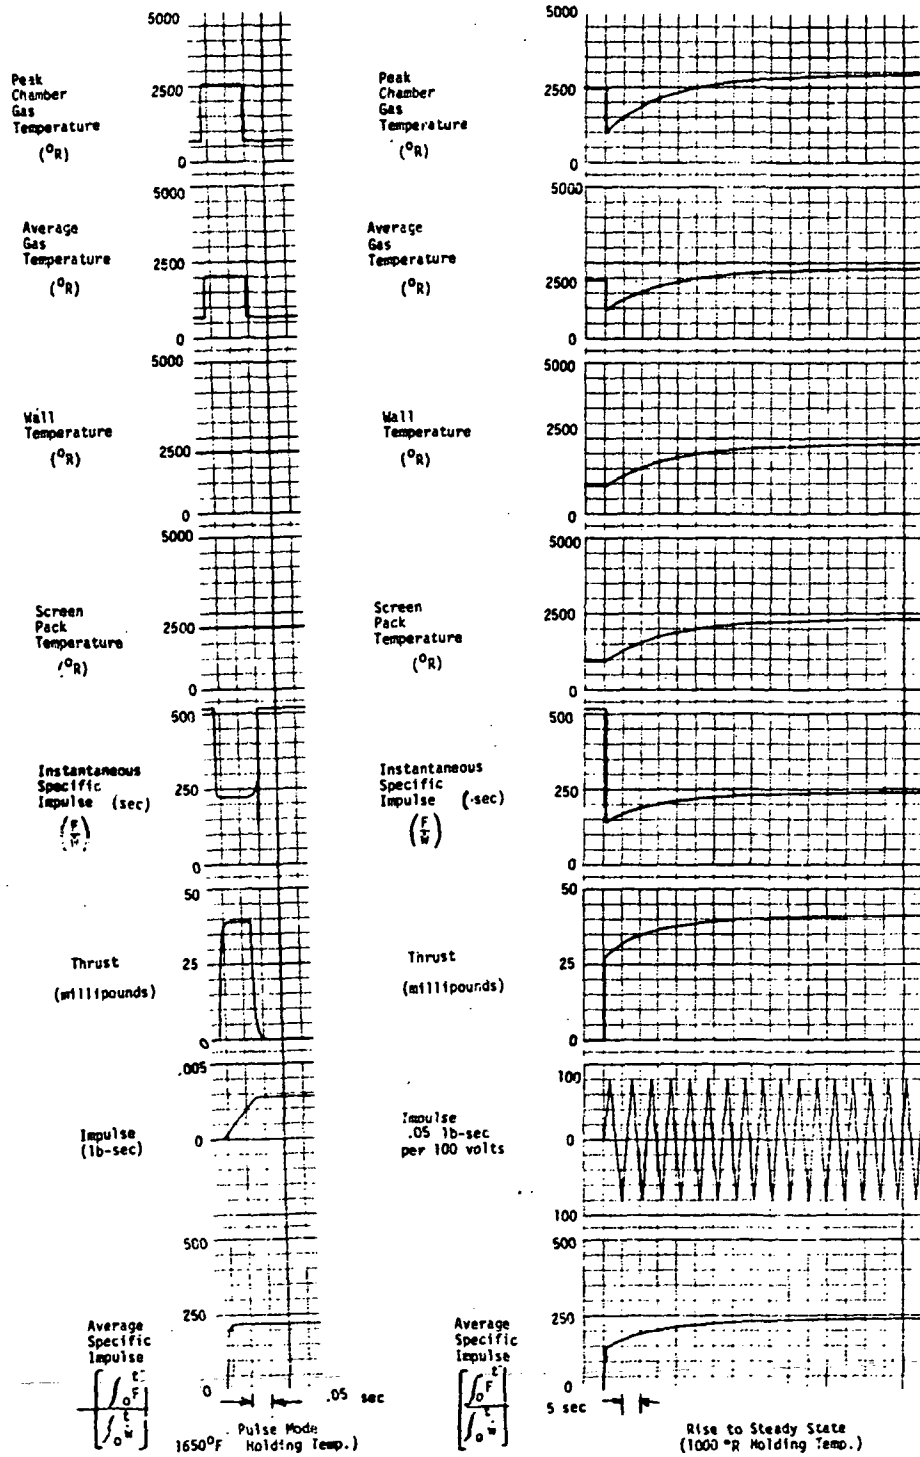 5000
Peak
Chamber
Gas
Temperature
(°R)
2500
0
5000
Average
Gas
Temperature
(°R)
2500
0
5000
Wall
Temperature
(°R)
2500
0
5000
Screen
Pack
Temperature
(°R)
2500
0
500
Instantaneous
Specific
Impulse (sec)
250
0
50
Thrust
(millipounds)
25
0
.005
Impulse
(lb-sec)
0
500
250
Average
Specific
Impulse
0
.05 sec
Pulse Mode
1650°F Holding Temp.)
5000
Peak
Chamber
Gas
Temperature
(°R)
2500
0
5000
Average
Gas
Temperature
(°R)
2500
0
5000
Wall
Temperature
(°R)
2500
0
5000
Screen
Pack
Temperature
(°R)
2500
0
500
Instantaneous
Specific
Impulse (sec)
250
0
50
Thrust
(millipounds)
25
0
100
Impulse
.05 lb-sec
per 100 volts
0
100
500
250
Average
Specific
Impulse
0
5 sec
Rise to Steady State
(1000 °R Holding Temp.)